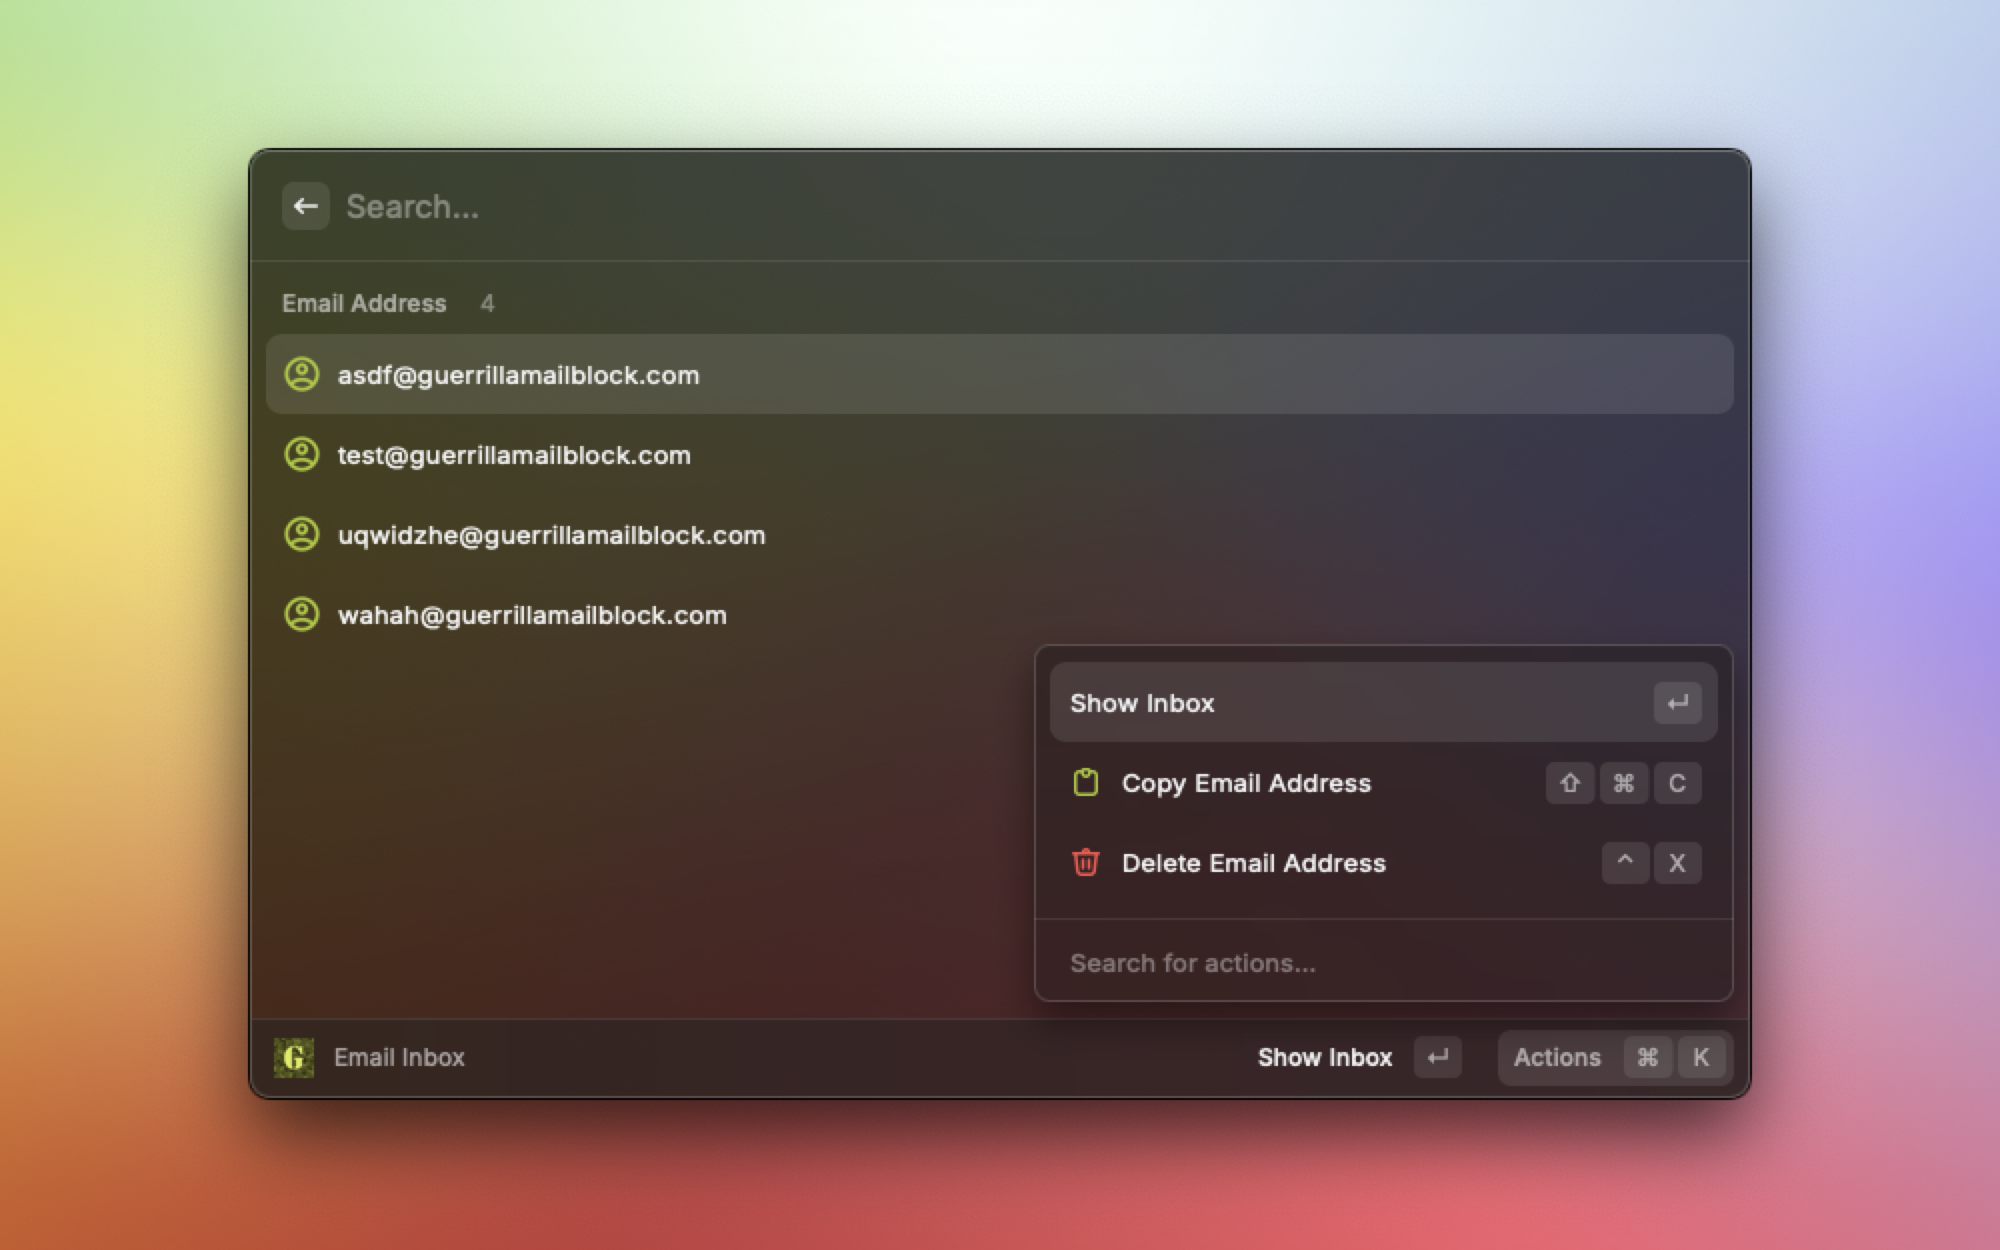 Search...
Email Address 4
asdf@guerrillamailblock.com
test@guerrillamailblock.com
uqwidzhe@guerrillamailblock.com
wahah@guerrillamailblock.com
Show Inbox ↵
Copy Email Address ⇧ ⌘ C
Delete Email Address ^ X
Search for actions...
G Email Inbox Show Inbox ↵ Actions ⌘ K